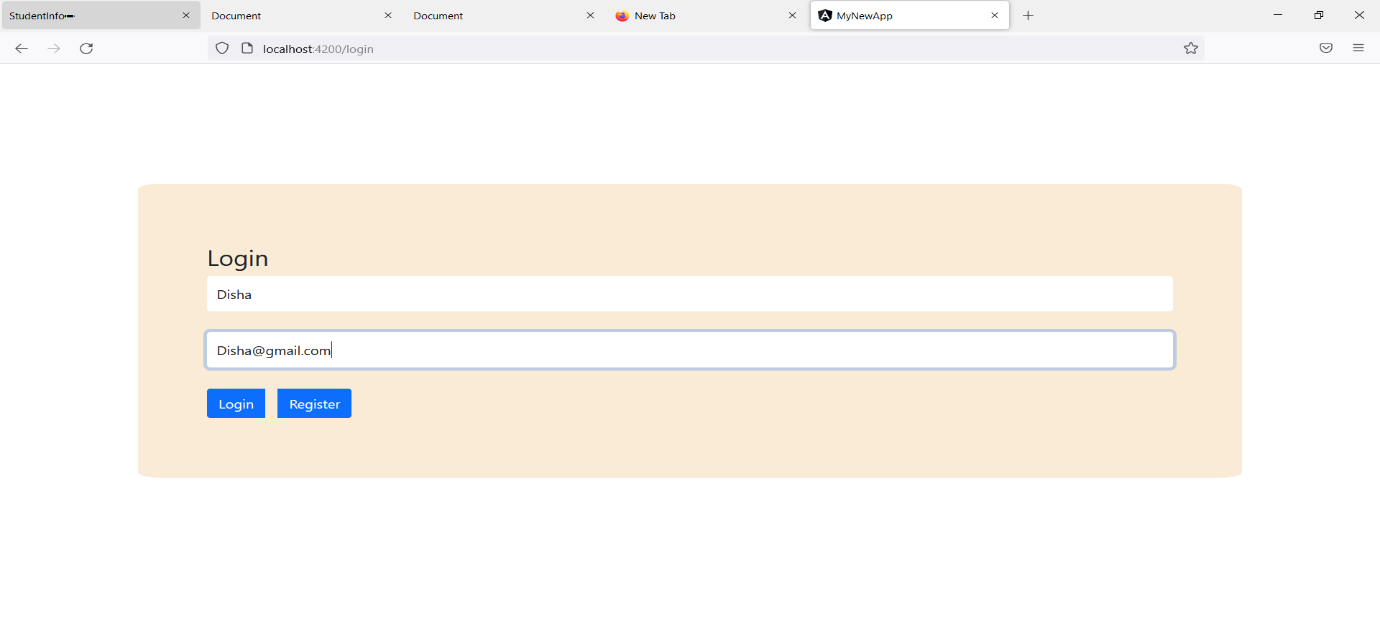 StudentInfo
Document
Document
New Tab
MyNewApp
localhost:4200/login
Login
Disha
Disha@gmail.com
Login Register